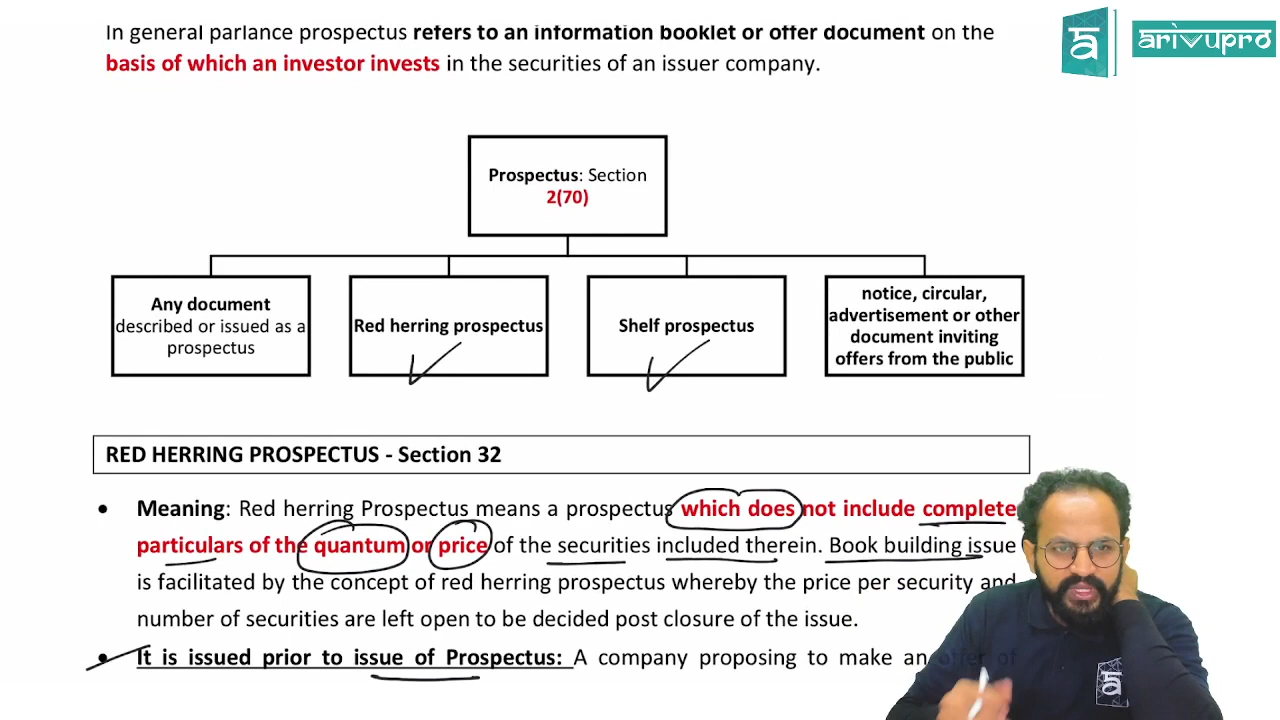 In general parlance prospectus refers to an information booklet or offer document on the
basis of which an investor invests in the securities of an issuer company.
arivupro
Prospectus: Section
2(70)
Any document
described or issued as a
prospectus
Red herring prospectus
Shelf prospectus
notice, circular,
advertisement or other
document inviting
offers from the public
RED HERRING PROSPECTUS - Section 32
• Meaning: Red herring Prospectus means a prospectus which does not include complete
particulars of the quantum or price of the securities included therein. Book building issue
is facilitated by the concept of red herring prospectus whereby the price per security and
number of securities are left open to be decided post closure of the issue.
• It is issued prior to issue of Prospectus: A company proposing to make an offer of